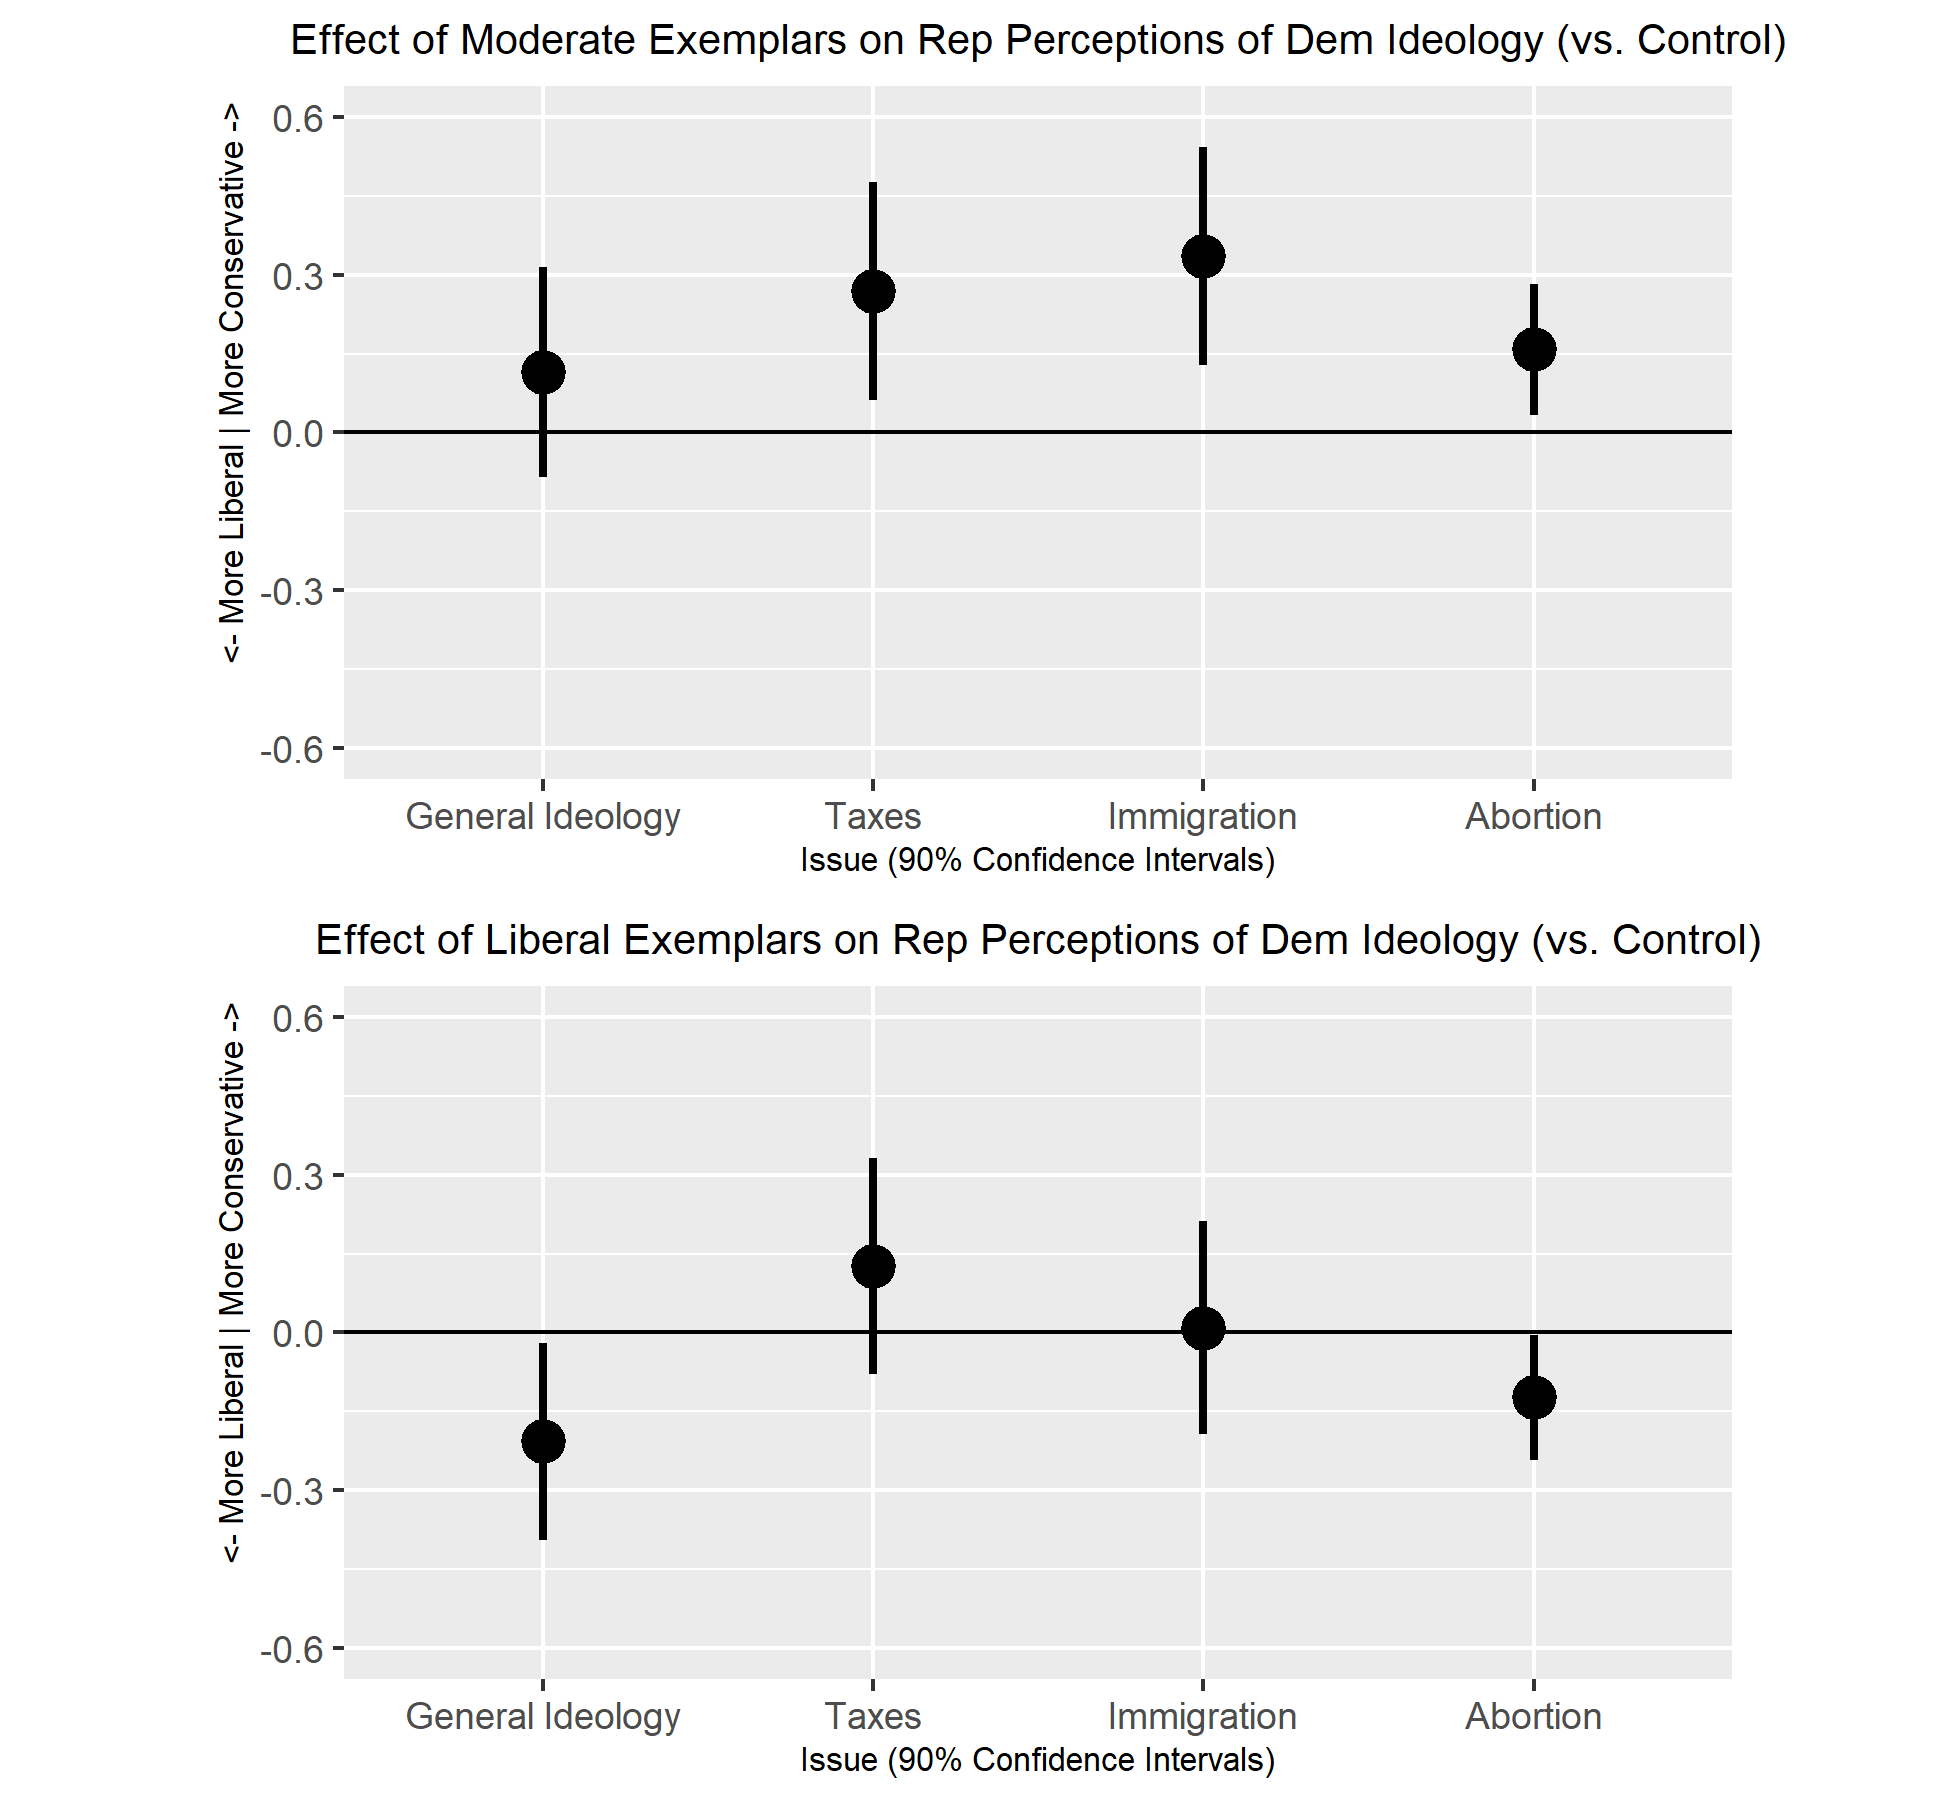 Effect of Moderate Exemplars on Rep Perceptions of Dem Ideology (vs. Control)
<- More Liberal | More Conservative ->
0.6
0.3
0.0
-0.3
-0.6
General Ideology Taxes Immigration Abortion
Issue (90% Confidence Intervals)
Effect of Liberal Exemplars on Rep Perceptions of Dem Ideology (vs. Control)
<- More Liberal | More Conservative ->
0.6
0.3
0.0
-0.3
-0.6
General Ideology Taxes Immigration Abortion
Issue (90% Confidence Intervals)